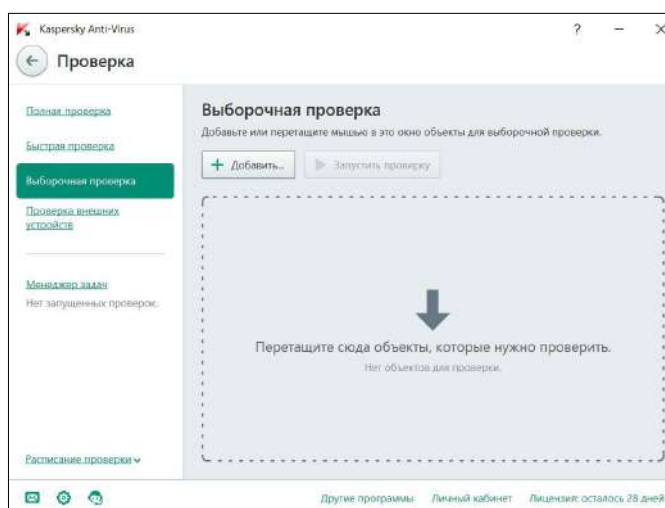 Kaspersky Anti-Virus
?
Проверка
Полная проверка
Быстрая проверка
Выборочная проверка
Проверка внешних
устройств
Менеджер задач
Нет запущенных проверок.
Расписание проверки
Выборочная проверка
Добавьте или перетащите мышью в это окно объекты для выборочной проверки.
+ Добавить...
Запустить проверку
Перетащите сюда объекты, которые нужно проверить.
Нет объектов для проверки.
Другие программы
Личный кабинет
Лицензия: осталось 28 дней